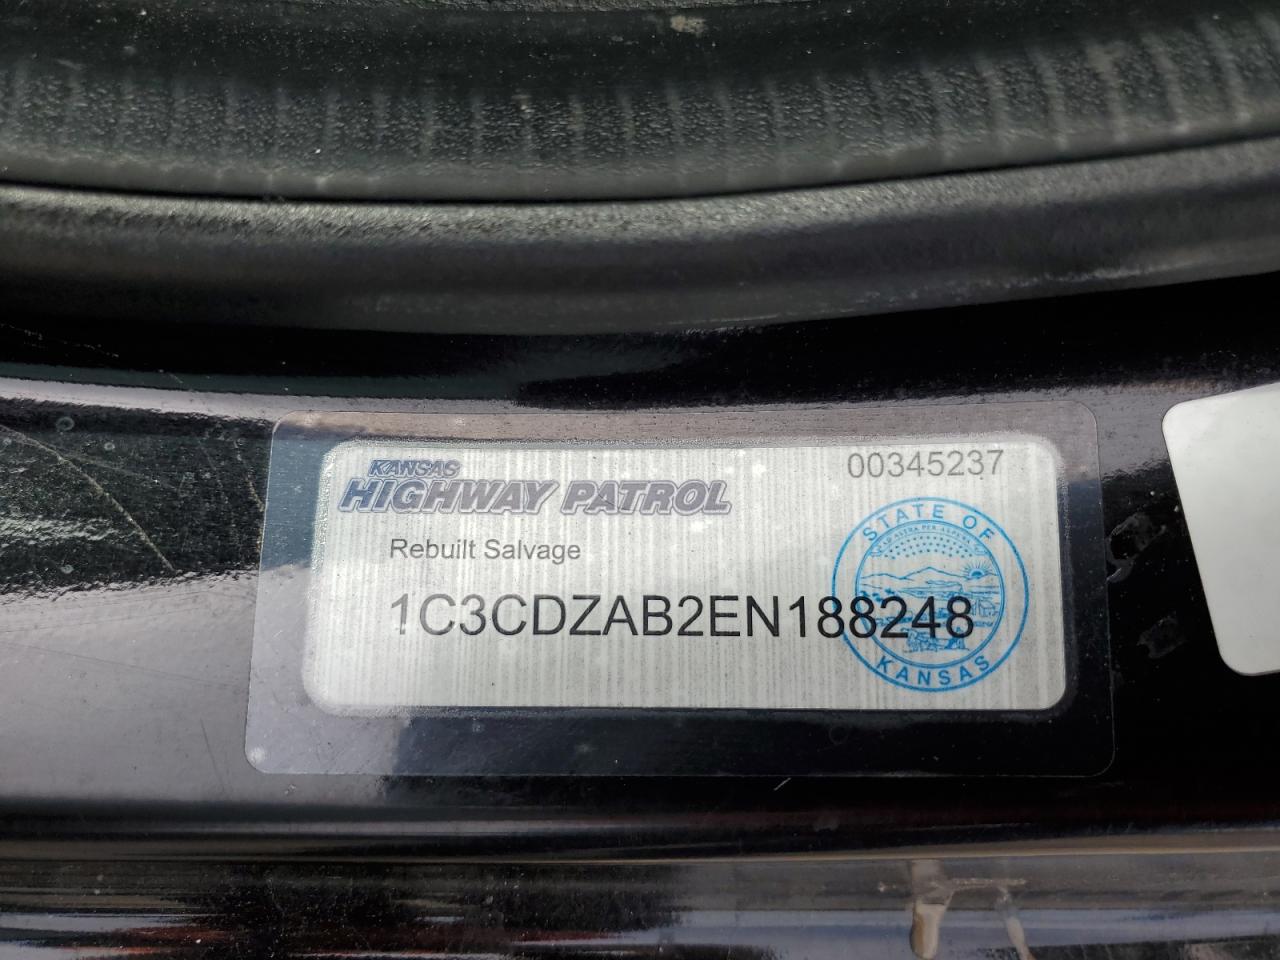 KANSAS
HIGHWAY PATROL
00345237
Rebuilt Salvage
1C3CDZAB2EN188248
STATE OF
KANSAS